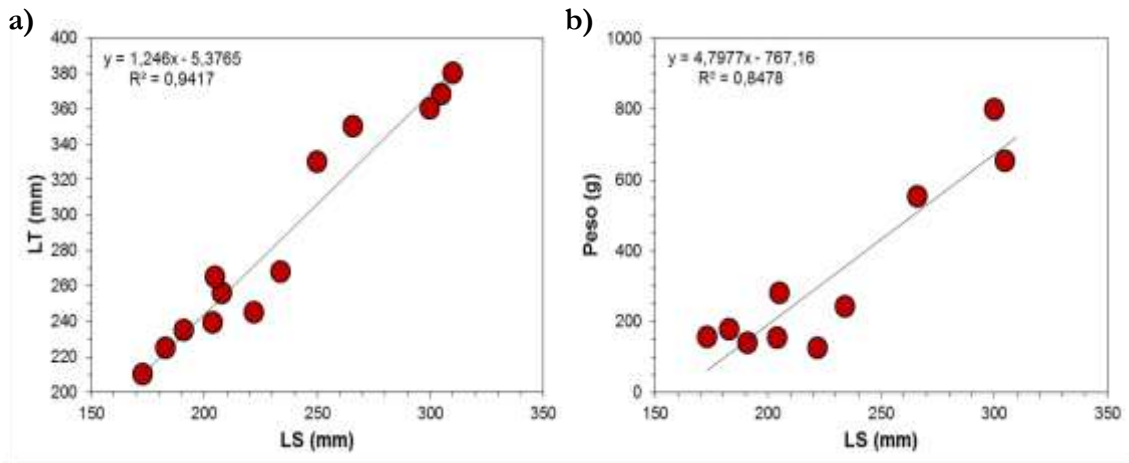 a)
y = 1,246x - 5,3765
R² = 0,9417
400
380
360
340
320
300
280
260
240
220
200
LT (mm)
150
200
250
300
350
LS (mm)
b)
y = 4,7977x - 767,16
R² = 0,8478
1000
800
600
400
200
0
Peso (g)
150
200
250
300
350
LS (mm)